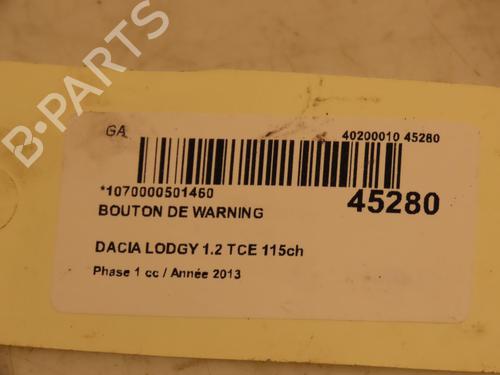 GA
40200010 45280
*1070000501460
45280
BOUTON DE WARNING
DACIA LODGY 1.2 TCE 115ch
Phase 1 cc / Année 2013
B-PARTS